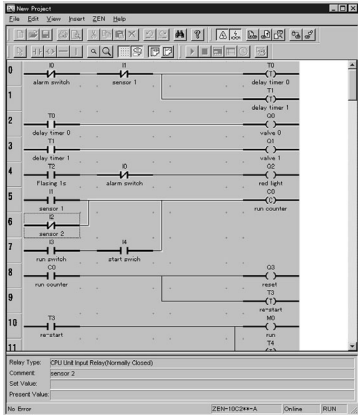 New Project
File Edit View Insert ZEN Help
0 I0 I1 T0
alarm switch sensor 1 delay timer 0
1 T1
delay timer 1
2 T0 Q0
delay timer 0 valve 0
3 T1 Q1
delay timer 1 valve 1
4 T2 I0 Q2
Flasing 1s alarm switch red light
5 I1 C0
sensor 1 run counter
6 I2
sensor 2
7 I3 I4
run switch start swich
8 C0 Q3
run counter reset
9 T3
re-start
10 T3 M0
re-start run
11 T4
Relay Type: CPU Unit Input Relay(Normally Closed)
Comment: sensor 2
Set Value:
Present Value:
No Error ZEN-10C2**-A Online RUN